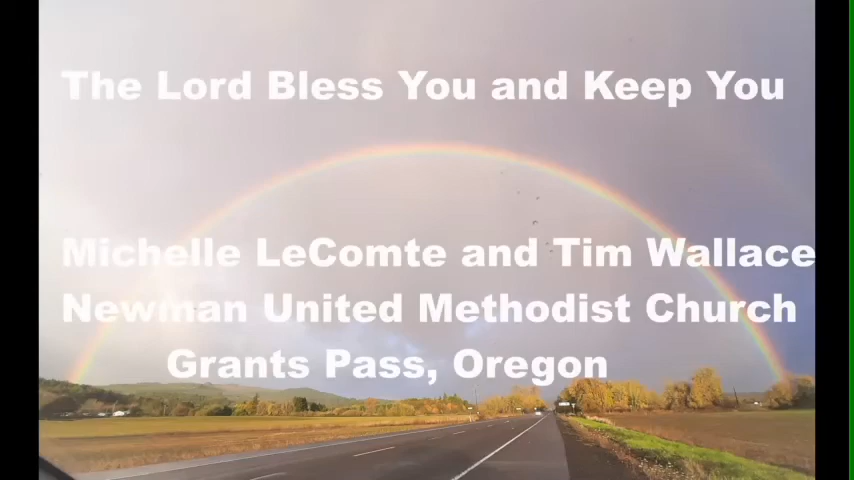 The Lord Bless You and Keep You
Michelle LeComte and Tim Wallace
Newman United Methodist Church
Grants Pass, Oregon